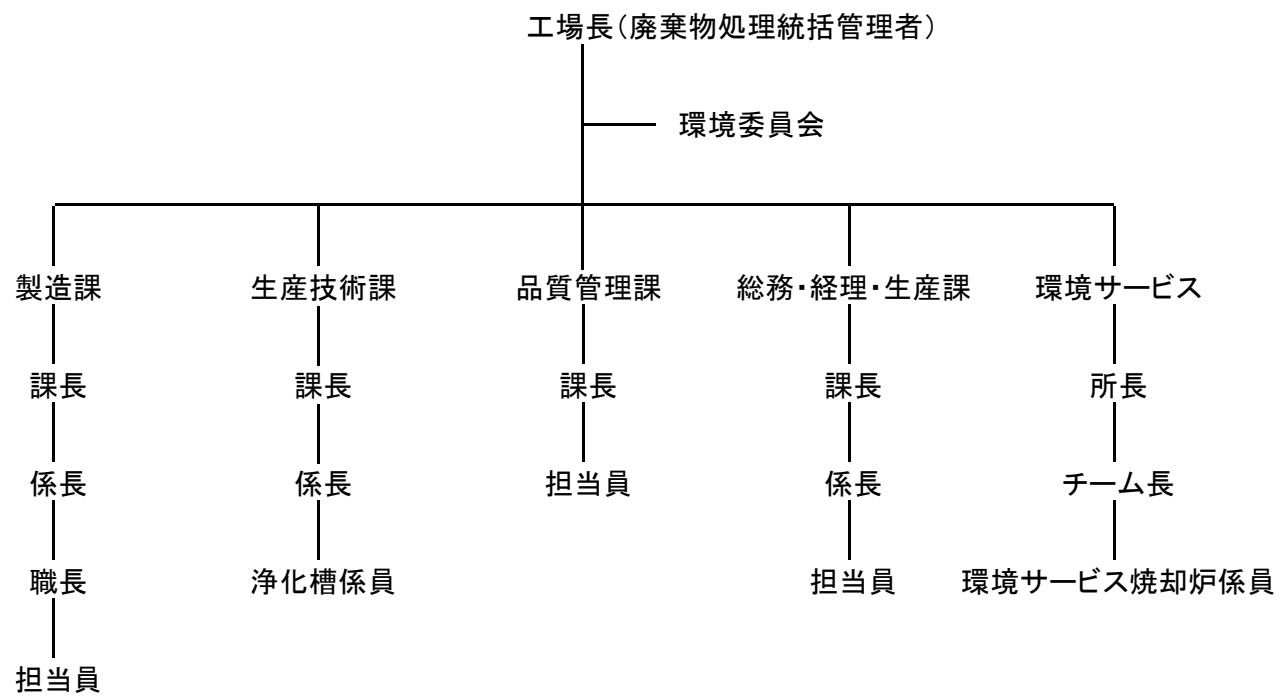 工場長（廃棄物処理統括管理者）
環境委員会
製造課 生産技術課 品質管理課 総務・経理・生産課 環境サービス
課長 課長 課長 課長 所長
係長 係長 担当員 係長 チーム長
職長 浄化槽係員 担当員 環境サービス焼却炉係員
担当員